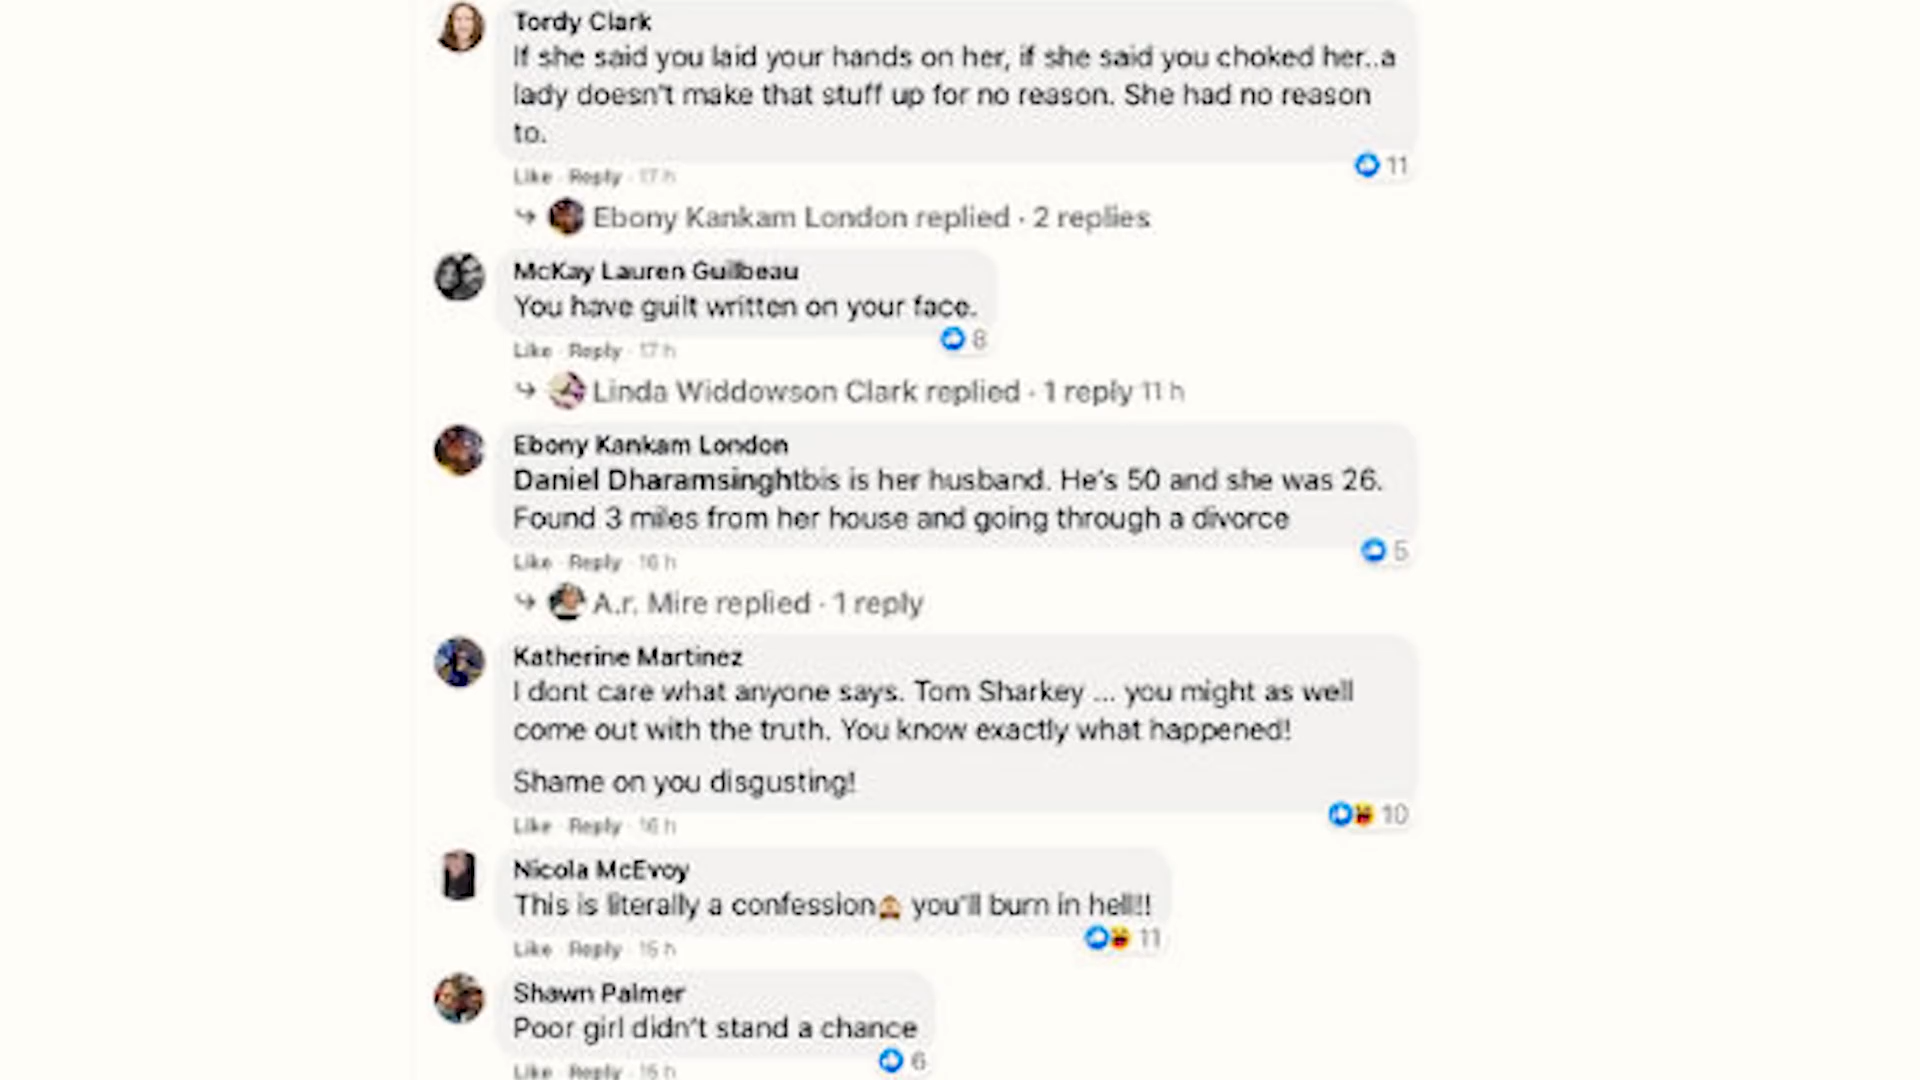 Tordy Clark
If she said you laid your hands on her, if she said you choked her..a
lady doesn't make that stuff up for no reason. She had no reason
to.
11
Like · Reply · 17 h
Ebony Kankam London replied · 2 replies
McKay Lauren Guilbeau
You have guilt written on your face.
8
Like · Reply · 17 h
Linda Widdowson Clark replied · 1 reply 11 h
Ebony Kankam London
Daniel Dharamsinghtbis is her husband. He's 50 and she was 26.
Found 3 miles from her house and going through a divorce
5
Like · Reply · 16 h
A.r. Mire replied · 1 reply
Katherine Martinez
I dont care what anyone says. Tom Sharkey ... you might as well
come out with the truth. You know exactly what happened!
Shame on you disgusting!
10
Like · Reply · 16 h
Nicola McEvoy
This is literally a confession🙈 you'll burn in hell!!
11
Like · Reply · 15 h
Shawn Palmer
Poor girl didn't stand a chance
6
Like · Reply · 15 h